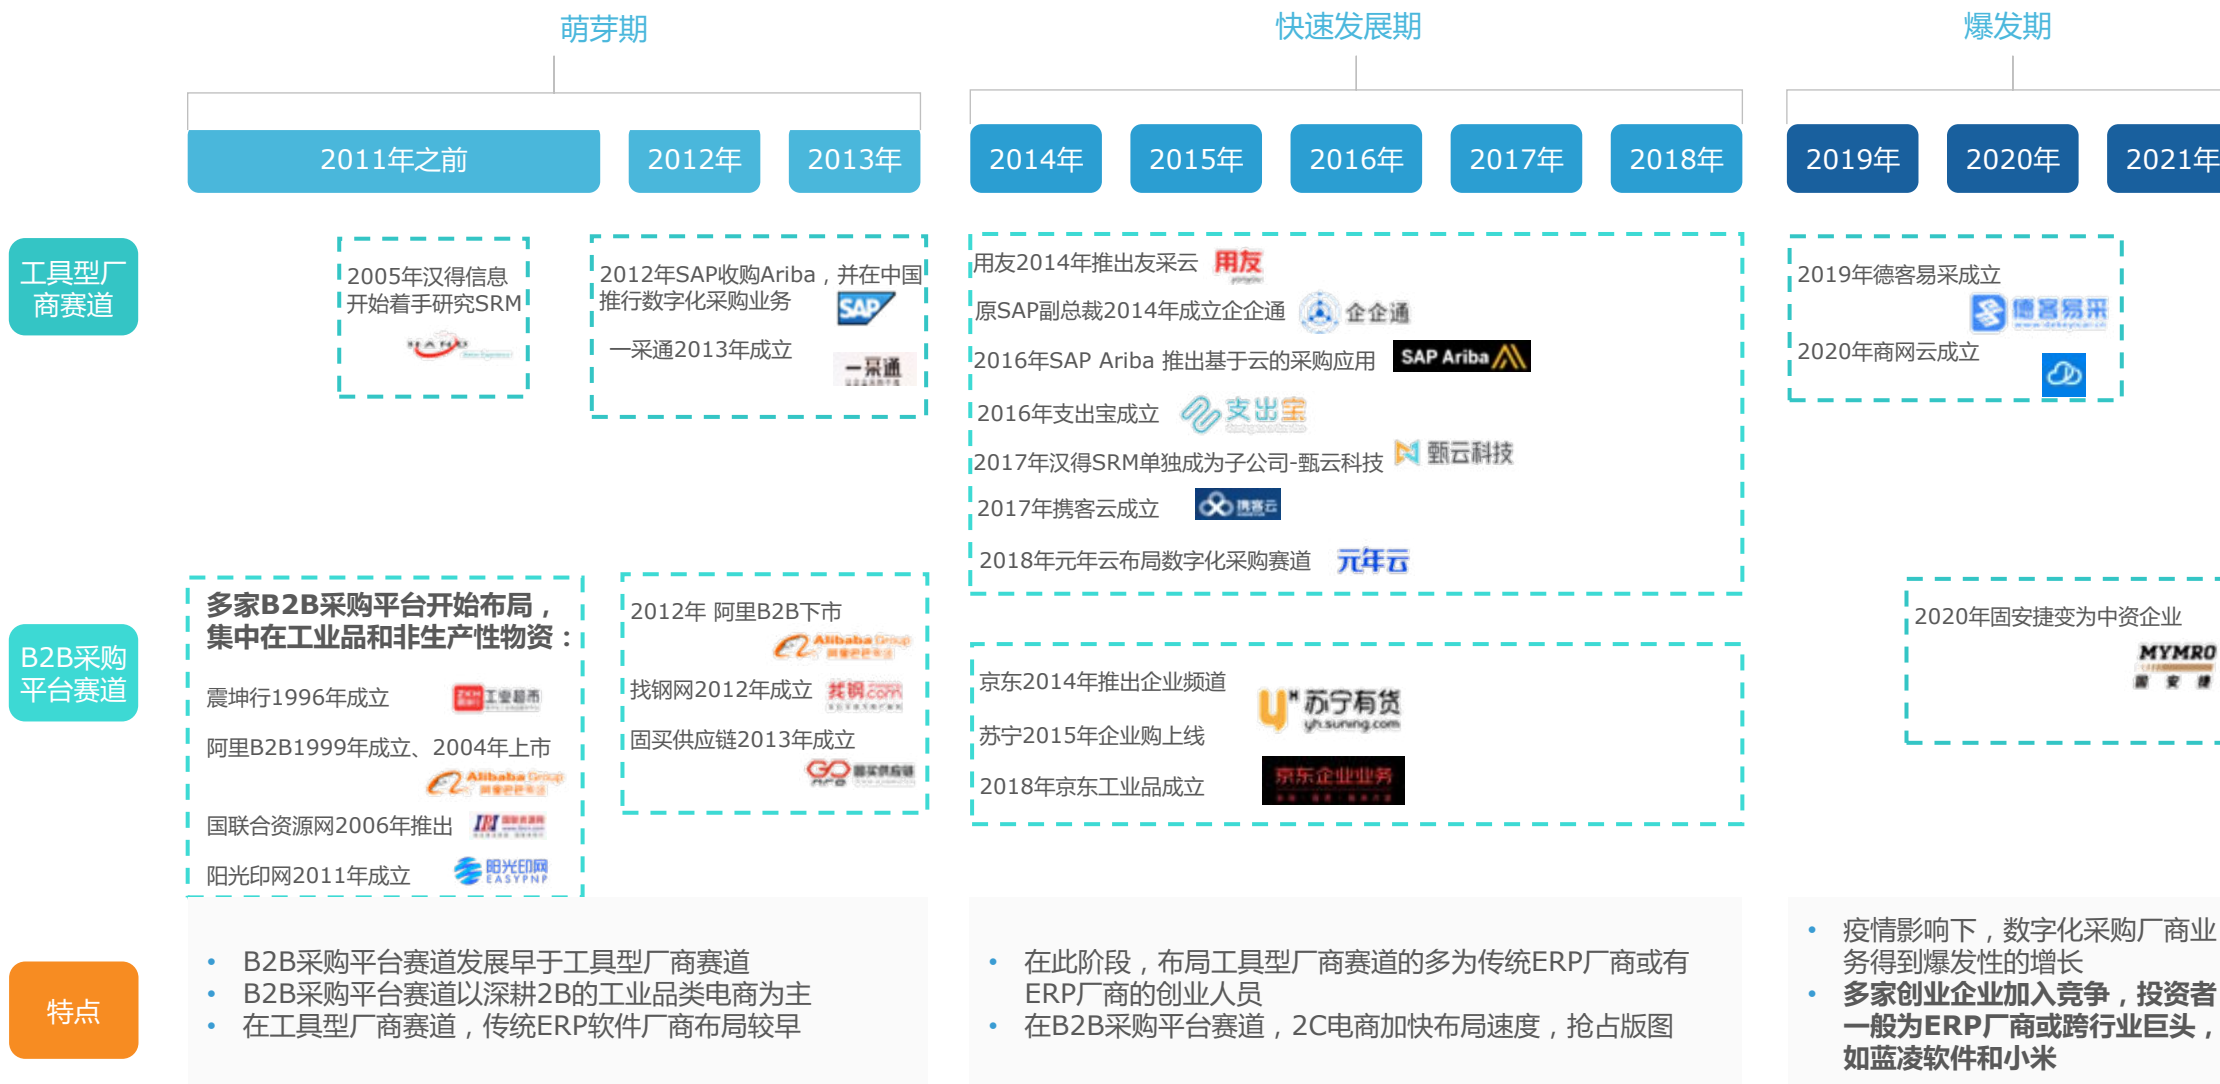 萌芽期
快速发展期
爆发期
2011年之前
2012年
2013年
2014年
2015年
2016年
2017年
2018年
2019年
2020年
2021年
工具型厂
商赛道
2005年汉得信息
开始着手研究SRM
HAND
2012年SAP收购Ariba，并在中国
推行数字化采购业务
SAP
一采通2013年成立
一采通
用友2014年推出友采云
用友
yonyou
原SAP副总裁2014年成立企企通
企企通
2016年SAP Ariba 推出基于云的采购应用
SAP Ariba
2016年支出宝成立
支出宝
2017年汉得SRM单独成为子公司-甄云科技
甄云科技
2017年携客云成立
携客云
2018年元年云布局数字化采购赛道
元年云
2019年德客易采成立
德客易采
2020年商网云成立
B2B采购
平台赛道
多家B2B采购平台开始布局，
集中在工业品和非生产性物资：
震坤行1996年成立
ZKH
工业超市
阿里B2B1999年成立、2004年上市
Alibaba Group
阿里巴巴集团
国联合资源网2006年推出
国联资源网
阳光印网2011年成立
阳光印网
EASYPNP
2012年 阿里B2B下市
Alibaba Group
阿里巴巴集团
找钢网2012年成立
找钢.com
固买供应链2013年成立
固买供应链
京东2014年推出企业频道
苏宁有货
yh.suning.com
苏宁2015年企业购上线
2018年京东工业品成立
京东企业业务
2020年固安捷变为中资企业
MYMRO
固 安 捷
特点
• B2B采购平台赛道发展早于工具型厂商赛道
• B2B采购平台赛道以深耕2B的工业品类电商为主
• 在工具型厂商赛道，传统ERP软件厂商布局较早
• 在此阶段，布局工具型厂商赛道的多为传统ERP厂商或有
ERP厂商的创业人员
• 在B2B采购平台赛道，2C电商加快布局速度，抢占版图
• 疫情影响下，数字化采购厂商业
务得到爆发性的增长
• 多家创业企业加入竞争，投资者
一般为ERP厂商或跨行业巨头，
如蓝凌软件和小米